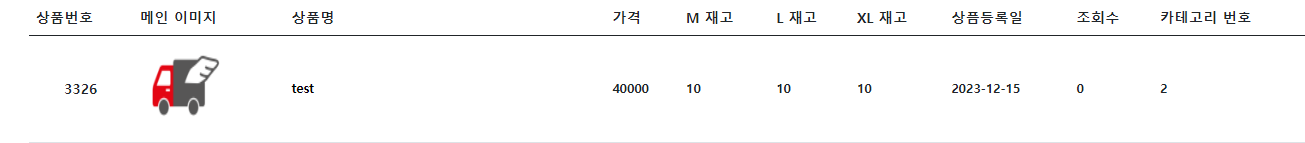 상품번호 메인 이미지 상품명 가격 M 재고 L 재고 XL 재고 상픔등록일 조회수 카테고리 번호
3326 test 40000 10 10 10 2023-12-15 0 2